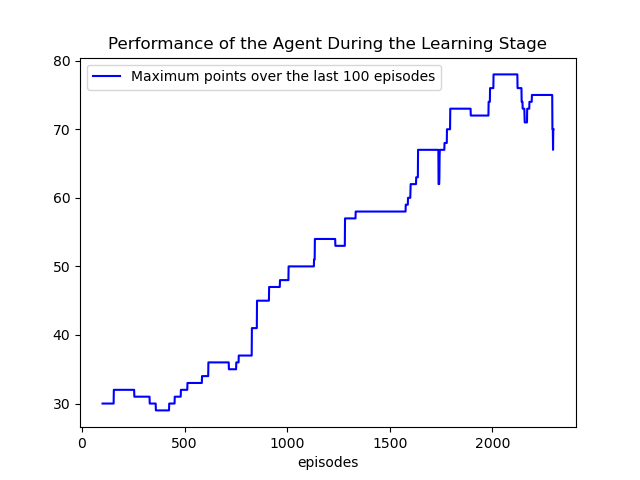 Performance of the Agent During the Learning Stage
Maximum points over the last 100 episodes
80
70
60
50
40
30
0 500 1000 1500 2000
episodes